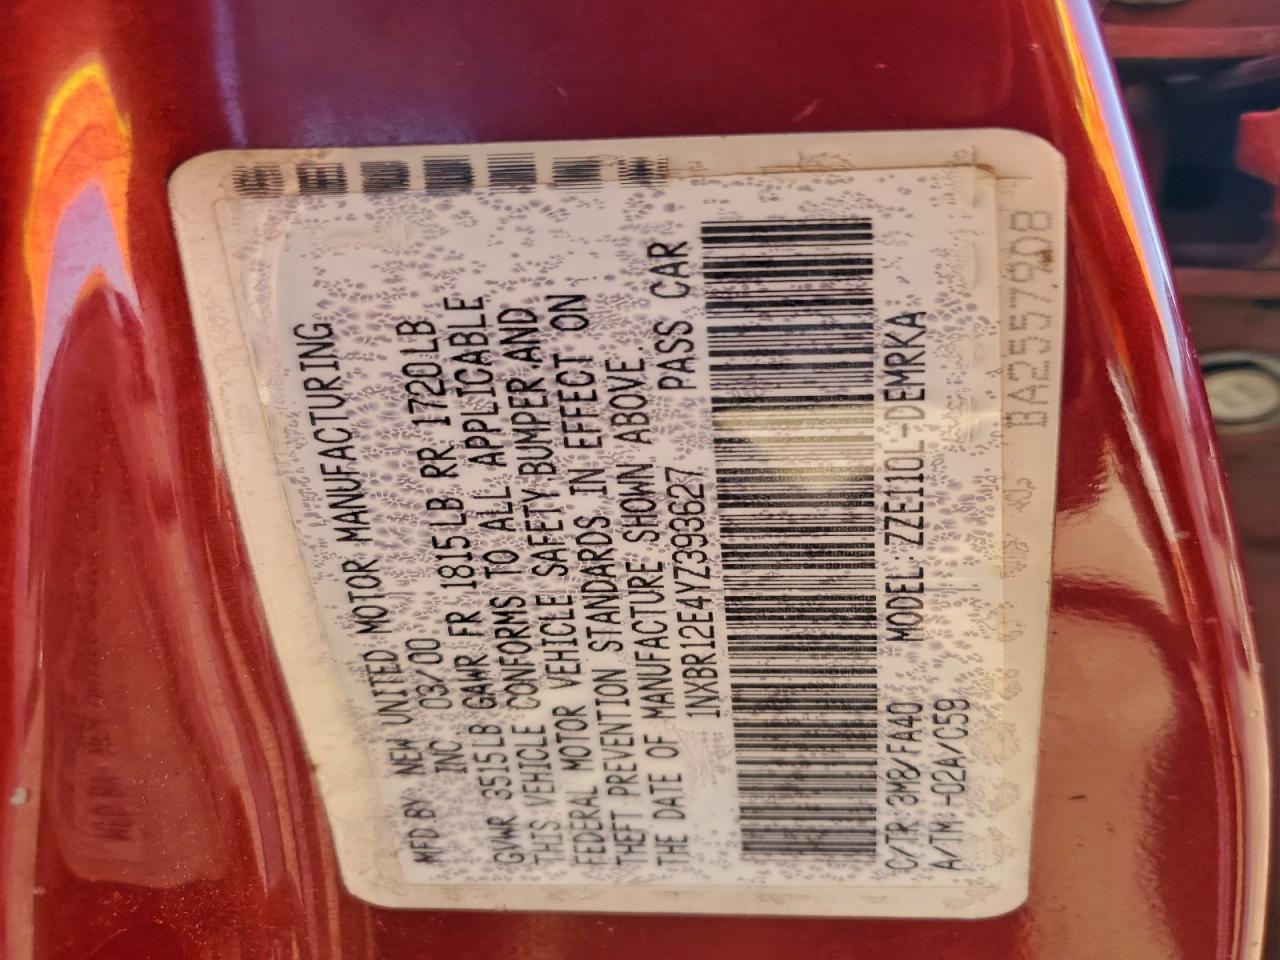 MFD BY: NEW UNITED MOTOR MANUFACTURING
INC 03/00
GVWR 3515LB GAWR FR 1815LB RR 1720LB
THIS VEHICLE CONFORMS TO ALL APPLICABLE
FEDERAL MOTOR VEHICLE SAFETY,BUMPER,AND
THEFT PREVENTION STANDARDS IN EFFECT ON
THE DATE OF MANUFACTURE SHOWN ABOVE.
1NXBR12E4YZ393627 PASS CAR
C/TR 3M8/FA40 MODEL: ZZE110L-DEMRKA
A/TM -02A/C59
BA25579D8